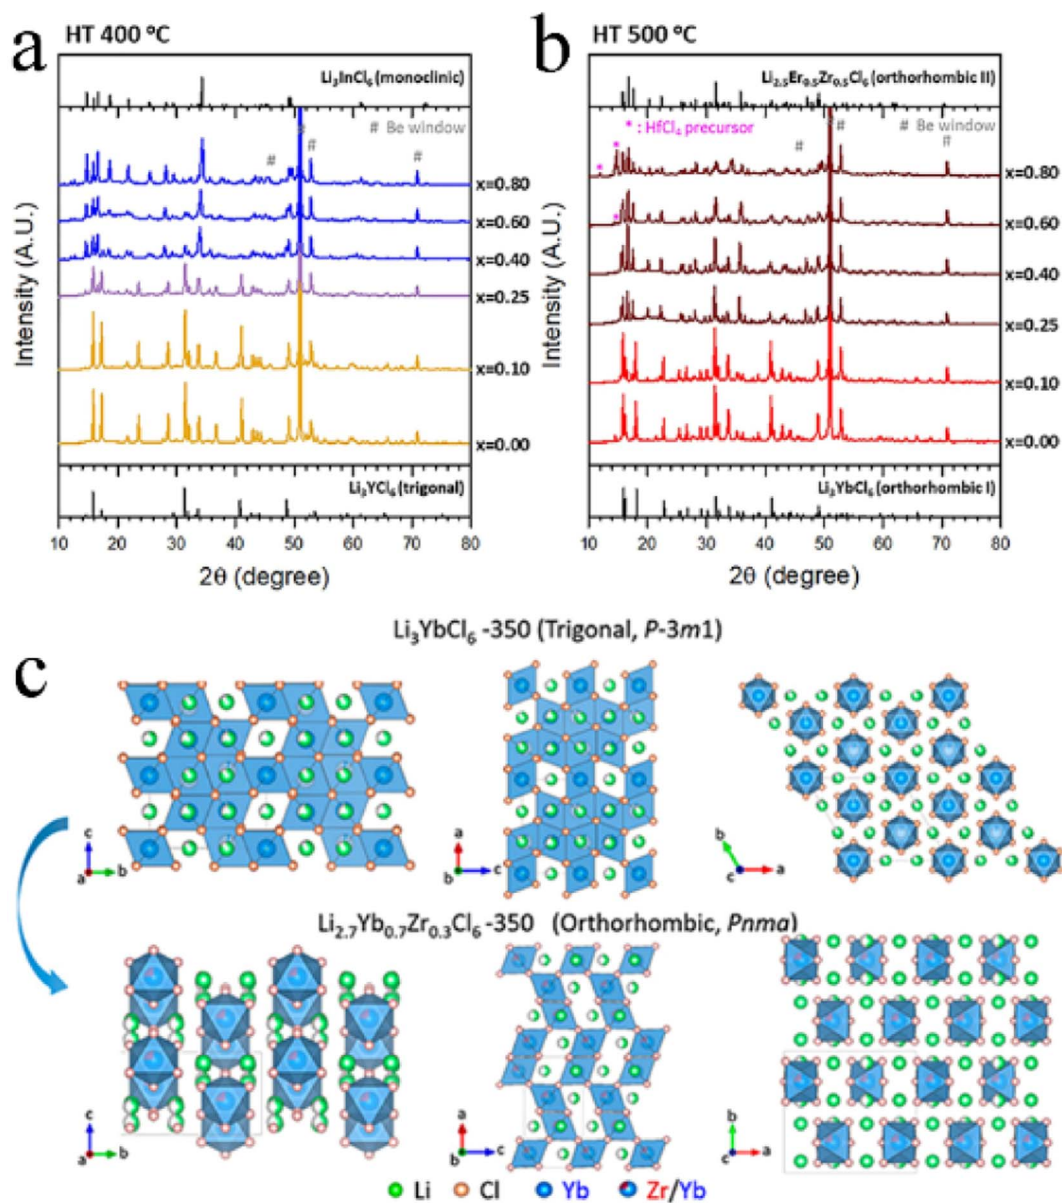 a HT 400 °C
Li₃InCl₆ (monoclinic)
# Be window
#
#
#
#
x=0.80
x=0.60
x=0.40
x=0.25
x=0.10
x=0.00
Intensity (A.U.)
Li₃YCl₆ (trigonal)
10 20 30 40 50 60 70 80
2θ (degree)
b HT 500 °C
Li₂.₅Er₀.₅Zr₀.₅Cl₆ (orthorhombic II)
* : HfCl₄ precursor
# Be window
#
#
#
*
*
*
x=0.80
x=0.60
x=0.40
x=0.25
x=0.10
x=0.00
Intensity (A.U.)
Li₃YbCl₆ (orthorhombic I)
10 20 30 40 50 60 70 80
2θ (degree)
c
Li₃YbCl₆ -350 (Trigonal, P-3m1)
c
a b
a
b c
b
c a
Li₂.₇Yb₀.₇Zr₀.₃Cl₆ -350 (Orthorhombic, Pnma)
c
a b
a
b c
b
c a
Li Cl Yb Zr/Yb